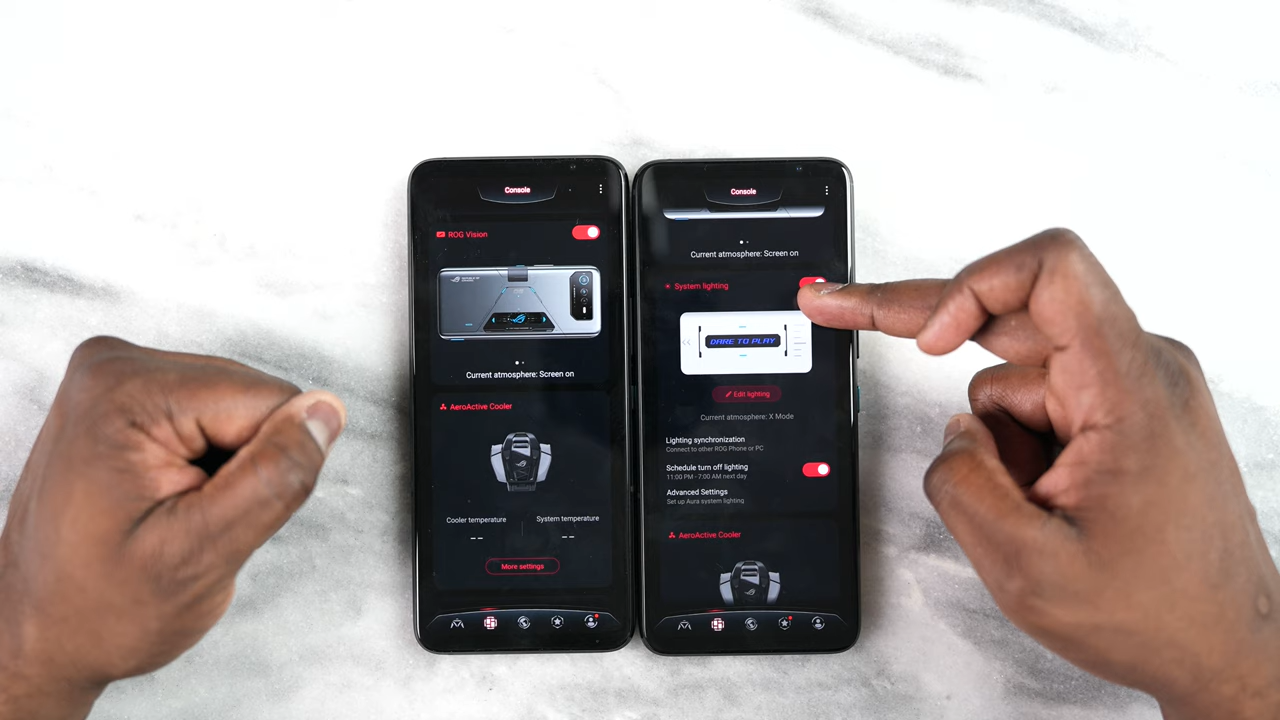 Console
ROG Vision
Current atmosphere: Screen on
AeroActive Cooler
Cooler temperature
System temperature
--
--
More settings
Console
Current atmosphere: Screen on
System lighting
DARE TO PLAY
Edit lighting
Current atmosphere: X Mode
Lighting synchronization
Connect to other ROG Phone or PC
Schedule turn off lighting
11:00 PM - 7:00 AM next day
Advanced Settings
Set up Aura system lighting
AeroActive Cooler